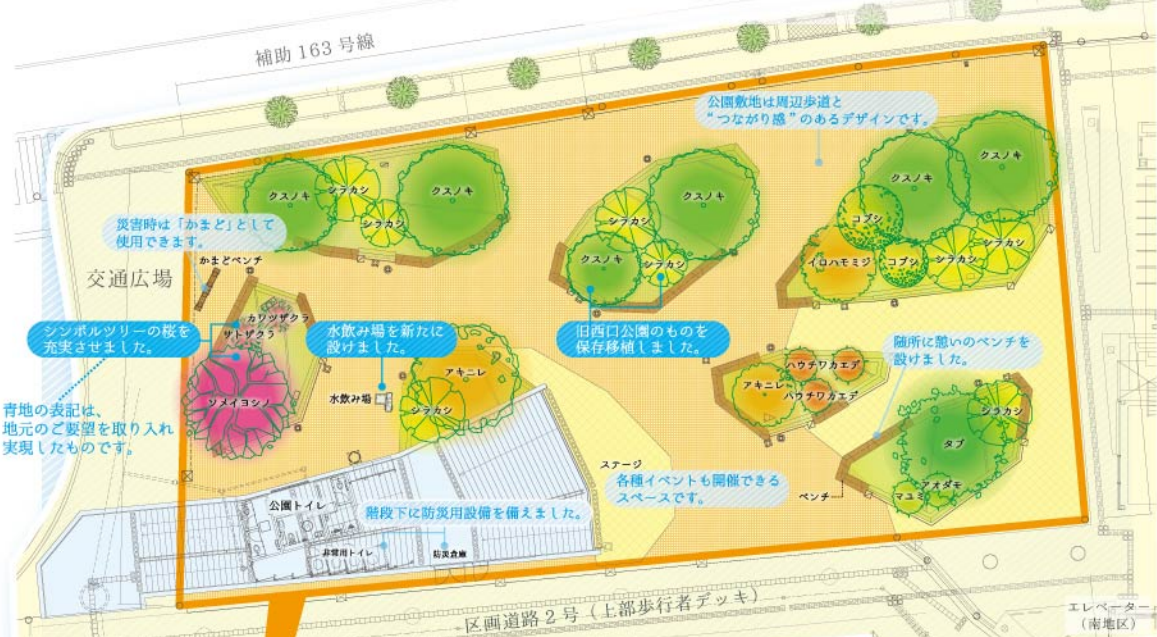 補助 163 号線
公園敷地は周辺歩道と
“つながり感”のあるデザインです。
クスノキ
シラカシ
シラカシ
クスノキ
クスノキ
シラカシ
クスノキ
シラカシ
クスノキ
クスノキ
コブシ
イロハモミジ
コブシ
シラカシ
シラカシ
災害時は「かまど」として
使用できます。
かまどベンチ
交通広場
カワヅザクラ
サトザクラ
シンボルツリーの桜を
充実させました。
ソメイヨシノ
水飲み場を新たに
設けました。
水飲み場
アキニレ
シラカシ
旧西口公園のものを
保存移植しました。
随所に憩いのベンチを
設けました。
ハウチワカエデ
アキニレ
ハウチワカエデ
シラカシ
タブ
アオダモ
マユミ
ベンチ
青地の表記は、
地元のご要望を取り入れ
実現したものです。
ステージ
各種イベントも開催できる
スペースです。
公園トイレ
階段下に防災用設備を備えました。
非常用トイレ
防災倉庫
区画道路 2 号（上部歩行者デッキ）
エレベーター
（南地区）